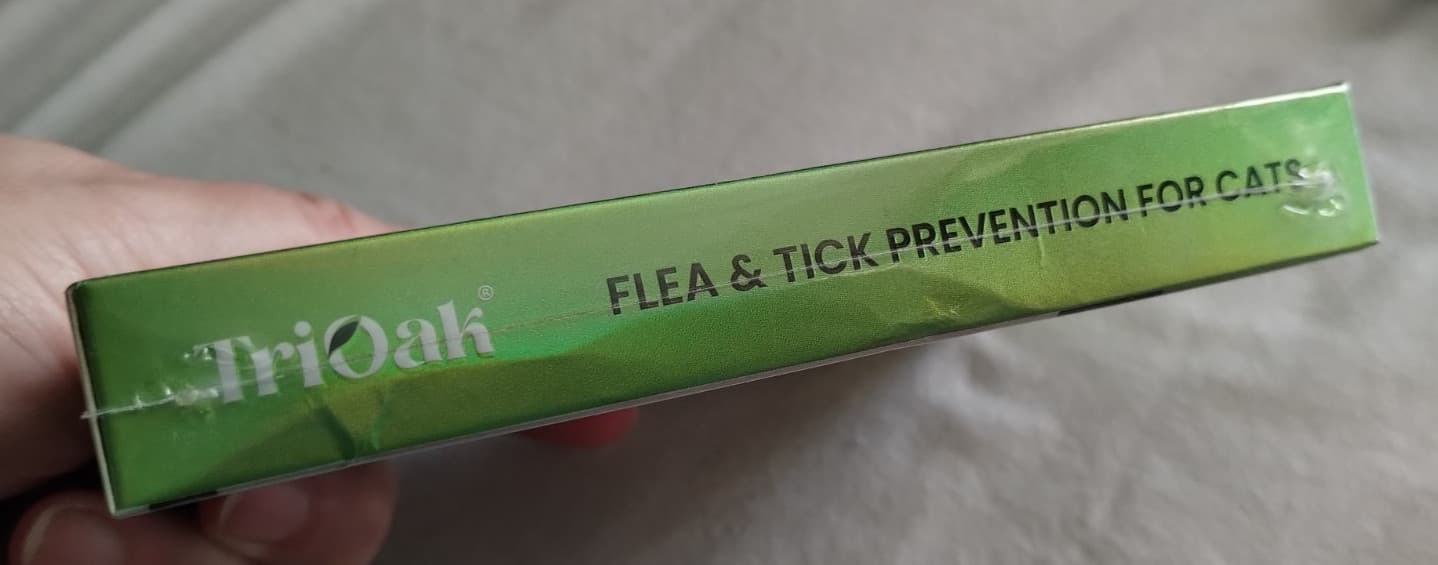 TriOak®
FLEA & TICK PREVENTION FOR CATS